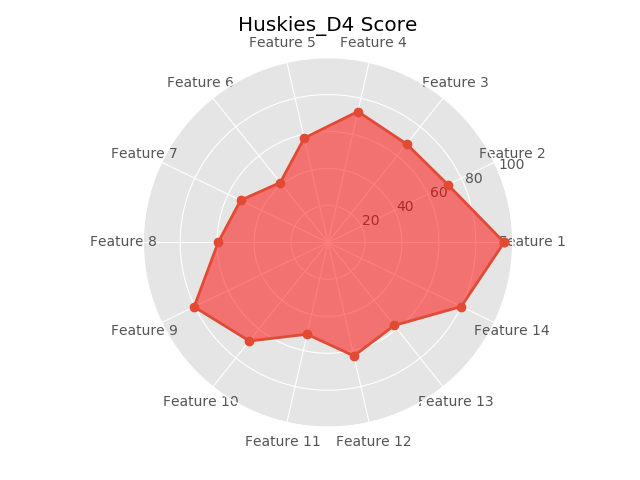 Huskies_D4 Score
Feature 5
Feature 4
Feature 6
Feature 3
Feature 7
Feature 2
100
80
60
40
20
Feature 8
Feature 1
Feature 9
Feature 14
Feature 10
Feature 13
Feature 11
Feature 12